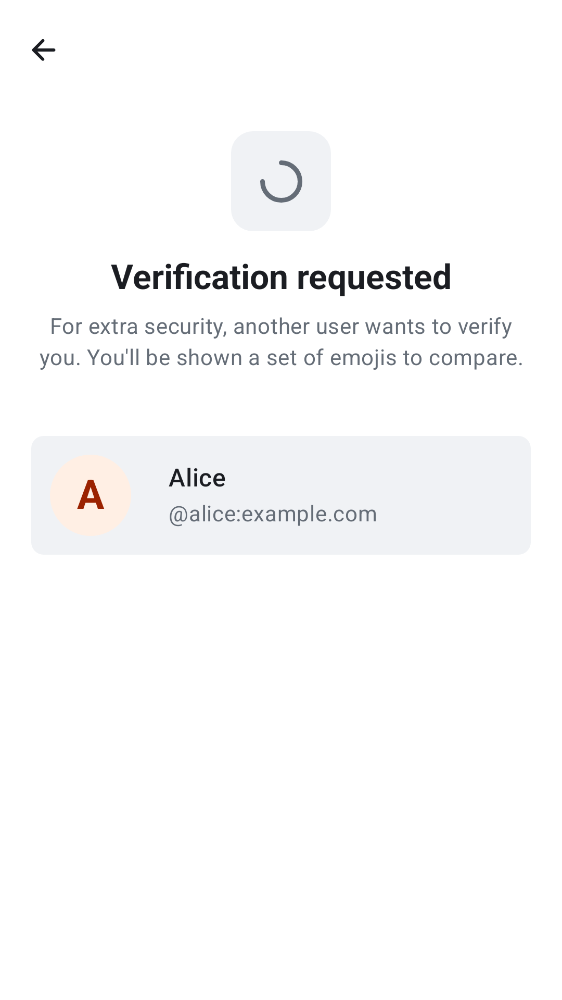 Verification requested
For extra security, another user wants to verify
you. You'll be shown a set of emojis to compare.
A
Alice
@alice:example.com